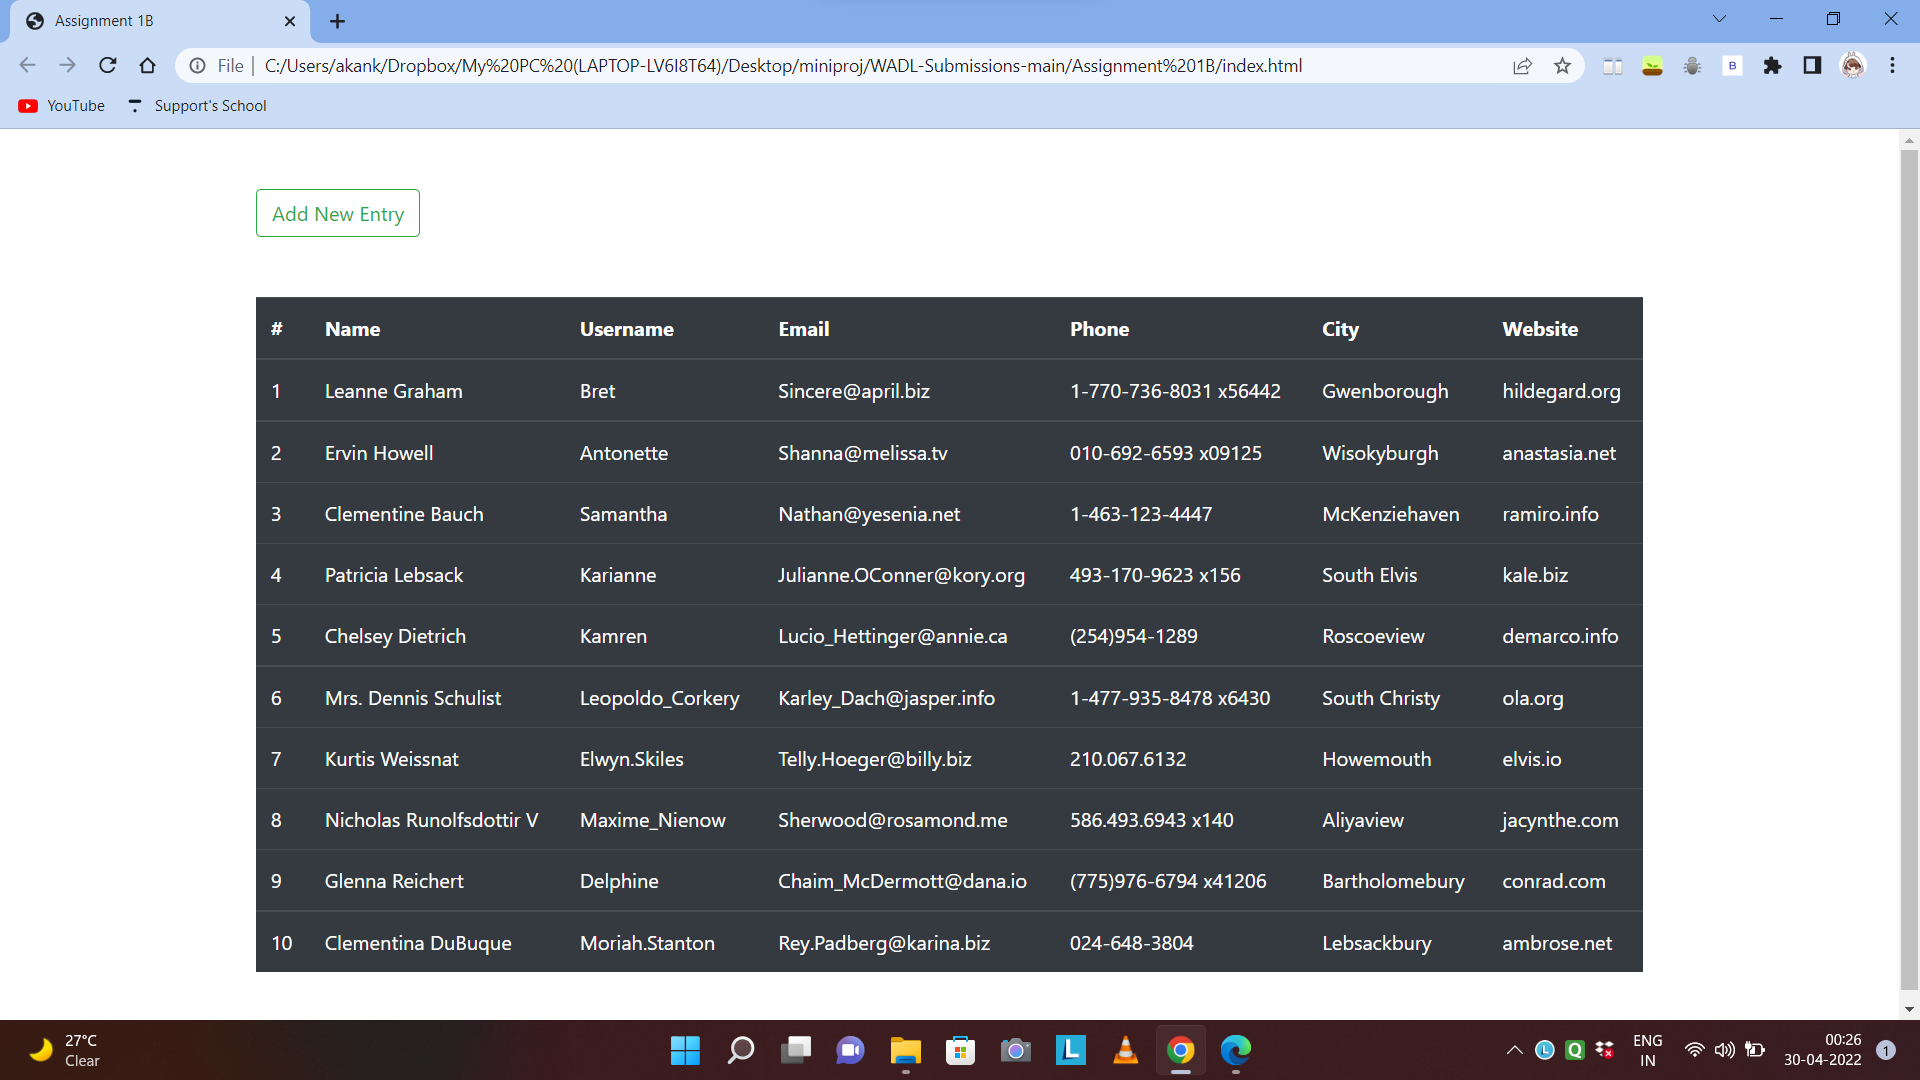 Assignment 1B
File | C:/Users/akank/Dropbox/My%20PC%20(LAPTOP-LV6I8T64)/Desktop/miniproj/WADL-Submissions-main/Assignment%201B/index.html
B
YouTube Support's School
Add New Entry
# Name Username Email Phone City Website
1 Leanne Graham Bret Sincere@april.biz 1-770-736-8031 x56442 Gwenborough hildegard.org
2 Ervin Howell Antonette Shanna@melissa.tv 010-692-6593 x09125 Wisokyburgh anastasia.net
3 Clementine Bauch Samantha Nathan@yesenia.net 1-463-123-4447 McKenziehaven ramiro.info
4 Patricia Lebsack Karianne Julianne.OConner@kory.org 493-170-9623 x156 South Elvis kale.biz
5 Chelsey Dietrich Kamren Lucio_Hettinger@annie.ca (254)954-1289 Roscoeview demarco.info
6 Mrs. Dennis Schulist Leopoldo_Corkery Karley_Dach@jasper.info 1-477-935-8478 x6430 South Christy ola.org
7 Kurtis Weissnat Elwyn.Skiles Telly.Hoeger@billy.biz 210.067.6132 Howemouth elvis.io
8 Nicholas Runolfsdottir V Maxime_Nienow Sherwood@rosamond.me 586.493.6943 x140 Aliyaview jacynthe.com
9 Glenna Reichert Delphine Chaim_McDermott@dana.io (775)976-6794 x41206 Bartholomebury conrad.com
10 Clementina DuBuque Moriah.Stanton Rey.Padberg@karina.biz 024-648-3804 Lebsackbury ambrose.net
27°C
Clear
L
L Q
ENG
IN
00:26
30-04-2022
1